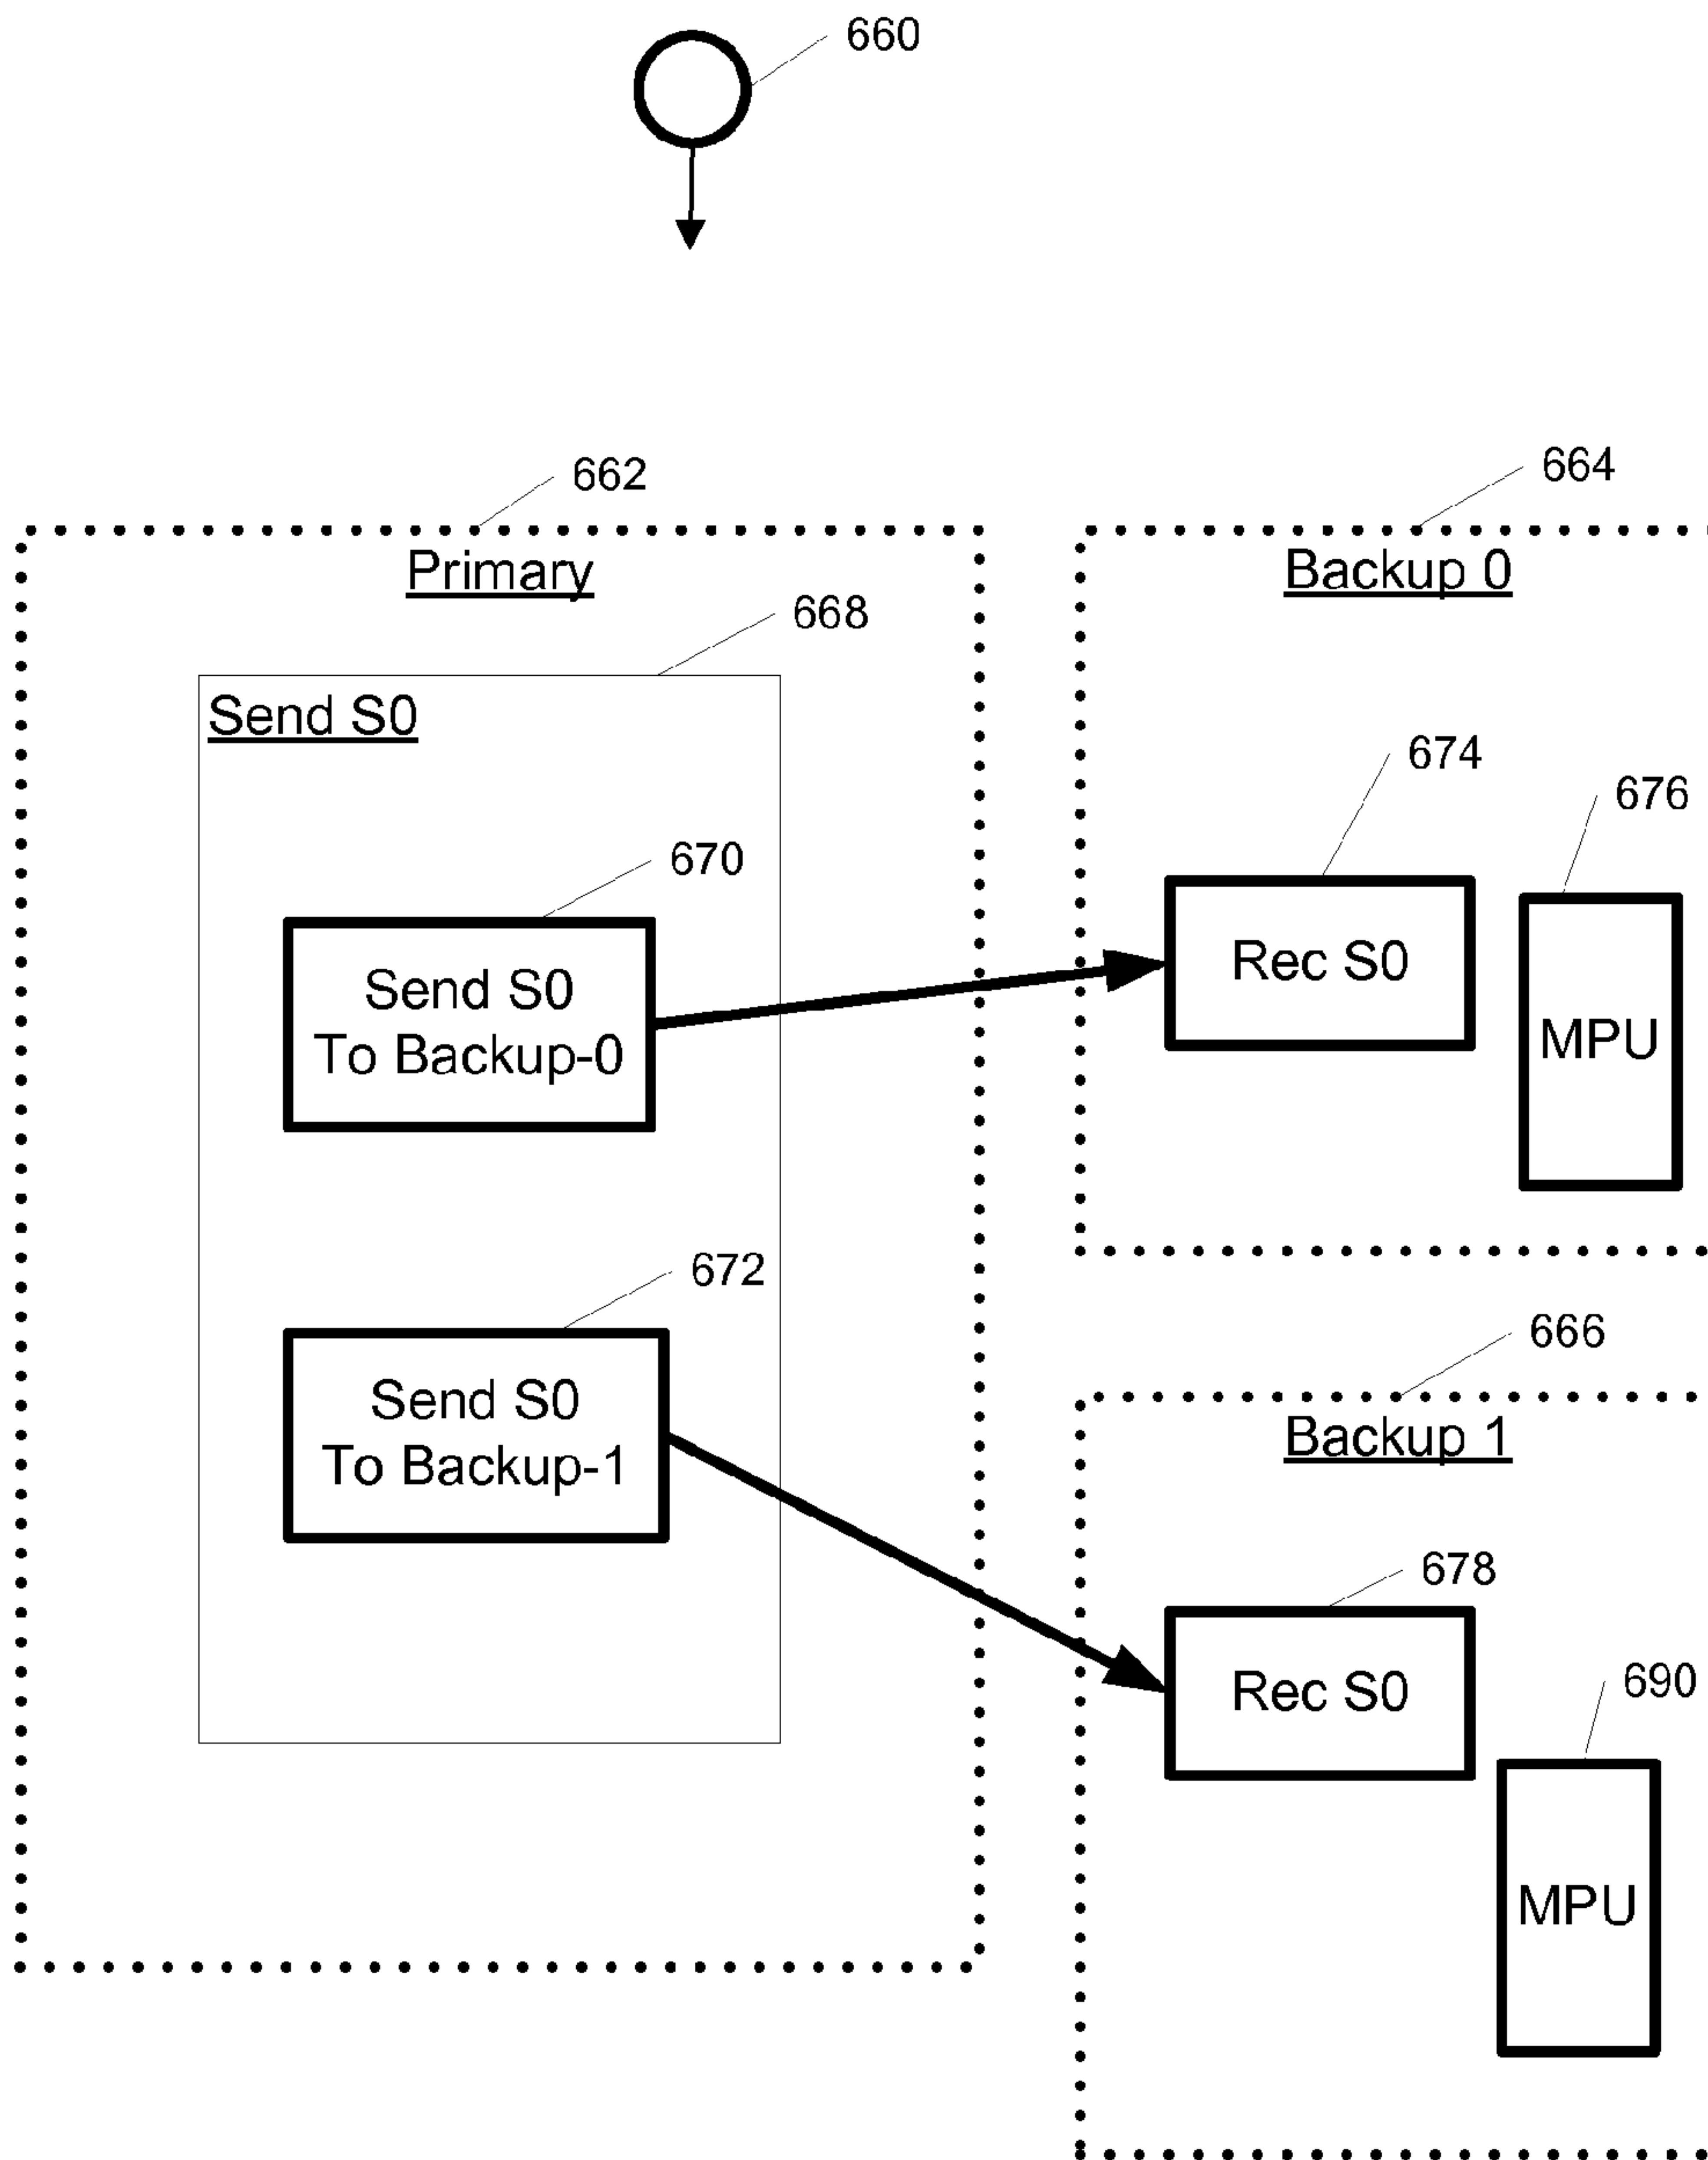 660
662
664
Primary
Backup 0
668
Send S0
674
676
670
Rec S0
Send S0
To Backup-0
MPU
672
666
Send S0
To Backup-1
Backup 1
678
690
Rec S0
MPU